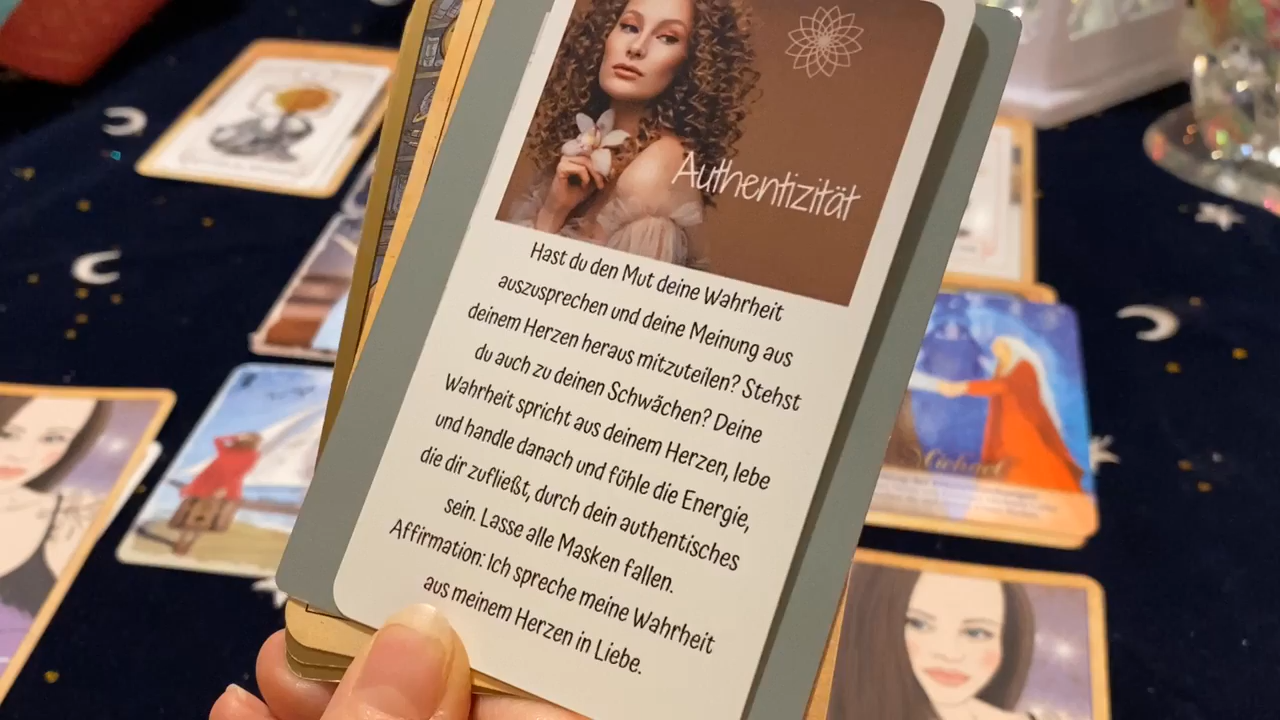 Authentizität
Hast du den Mut deine Wahrheit
auszusprechen und deine Meinung aus
deinem Herzen heraus mitzuteilen? Stehst
du auch zu deinen Schwächen? Deine
Wahrheit spricht aus deinem Herzen, lebe
und handle danach und fühle die Energie,
die dir zufließt, durch dein authentisches
sein. Lasse alle Masken fallen.
Affirmation: Ich spreche meine Wahrheit
aus meinem Herzen in Liebe.
Michael